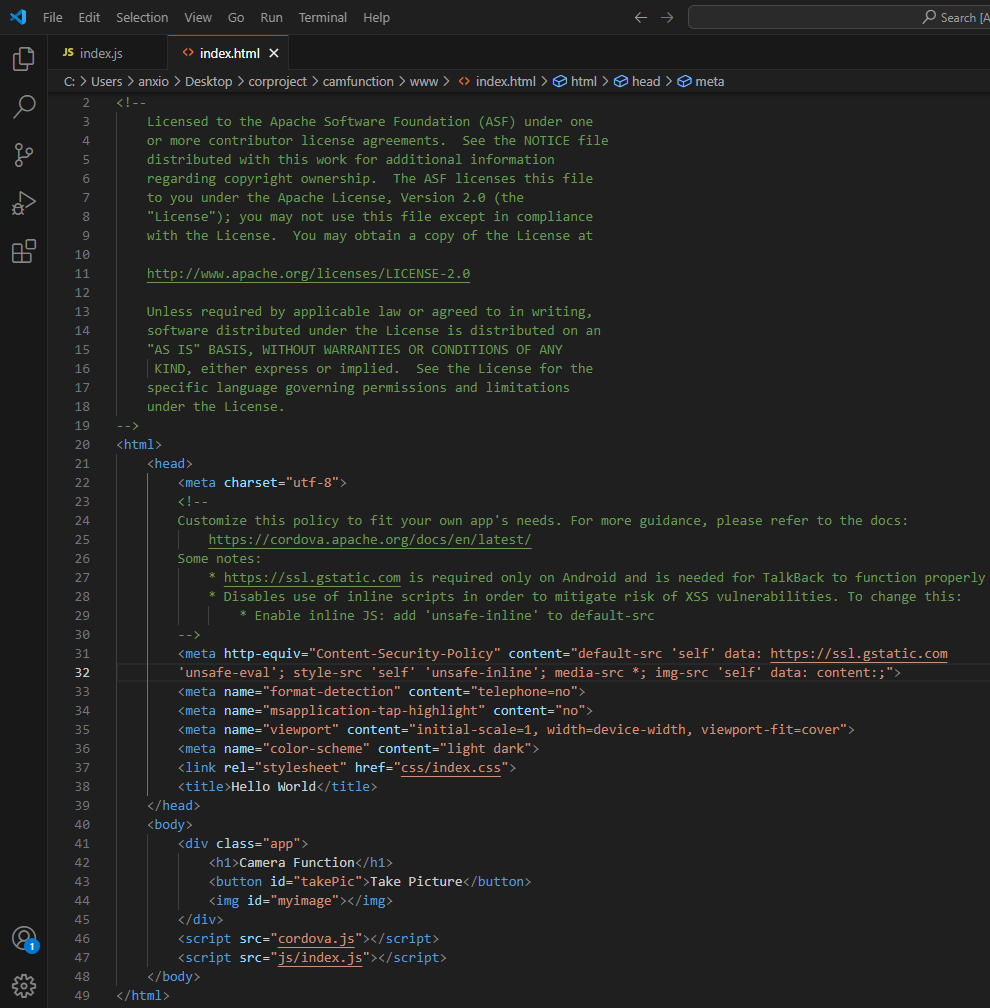 File Edit Selection View Go Run Terminal Help Search [A
JS index.js index.html
C: > Users > anxio > Desktop > corproject > camfunction > www > index.html > html > head > meta
2 <!--
3 Licensed to the Apache Software Foundation (ASF) under one
4 or more contributor license agreements.  See the NOTICE file
5 distributed with this work for additional information
6 regarding copyright ownership.  The ASF licenses this file
7 to you under the Apache License, Version 2.0 (the
8 "License"); you may not use this file except in compliance
9 with the License.  You may obtain a copy of the License at
10
11 http://www.apache.org/licenses/LICENSE-2.0
12
13 Unless required by applicable law or agreed to in writing,
14 software distributed under the License is distributed on an
15 "AS IS" BASIS, WITHOUT WARRANTIES OR CONDITIONS OF ANY
16 KIND, either express or implied.  See the License for the
17 specific language governing permissions and limitations
18 under the License.
19 -->
20 <html>
21 <head>
22 <meta charset="utf-8">
23 <!--
24 Customize this policy to fit your own app's needs. For more guidance, please refer to the docs:
25 https://cordova.apache.org/docs/en/latest/
26 Some notes:
27 * https://ssl.gstatic.com is required only on Android and is needed for TalkBack to function properly
28 * Disables use of inline scripts in order to mitigate risk of XSS vulnerabilities. To change this:
29 * Enable inline JS: add 'unsafe-inline' to default-src
30 -->
31 <meta http-equiv="Content-Security-Policy" content="default-src 'self' data: https://ssl.gstatic.com
32 'unsafe-eval'; style-src 'self' 'unsafe-inline'; media-src *; img-src 'self' data: content:;">
33 <meta name="format-detection" content="telephone=no">
34 <meta name="msapplication-tap-highlight" content="no">
35 <meta name="viewport" content="initial-scale=1, width=device-width, viewport-fit=cover">
36 <meta name="color-scheme" content="light dark">
37 <link rel="stylesheet" href="css/index.css">
38 <title>Hello World</title>
39 </head>
40 <body>
41 <div class="app">
42 <h1>Camera Function</h1>
43 <button id="takePic">Take Picture</button>
44 <img id="myimage"></img>
45 </div>
46 <script src="cordova.js"></script>
47 <script src="js/index.js"></script>
48 </body>
49 </html>
1